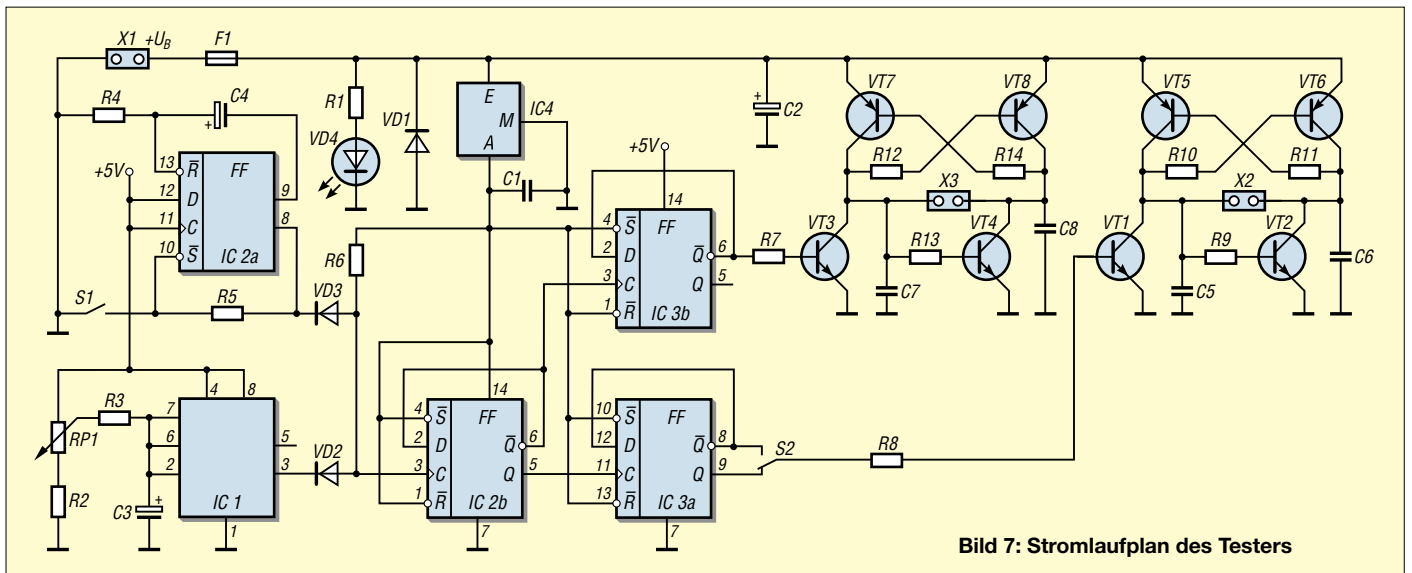 X1 +U_B F1
R4 C4 R1 VD4 VD1
E IC4 M A
C1 C2
VT7 VT8 VT5 VT6
R12 R14 R10 R11
+5V
13 R̅ FF 9
12 D
11 C 8
10 S̅ IC 2a
S1 R5 VD3 R6
+5V
14
4 S̅ FF
2 D Q̅ 6
3 C Q 5
1 R̅ IC 3b
R7 VT3 X3 R13 VT4 C7 C8
VT1 X2 R9 VT2 C5 C6
RP1 R3 R2 C3
4 8
7
6 5
2 3
IC 1
1
VD2
14
4 S̅ FF
2 D Q̅ 6
3 C Q 5
1 R̅ IC 2b
7
10 S̅ FF
12 D Q̅ 8
11 C Q 9
13 R̅ IC 3a
7
S2 R8
Bild 7: Stromlaufplan des Testers